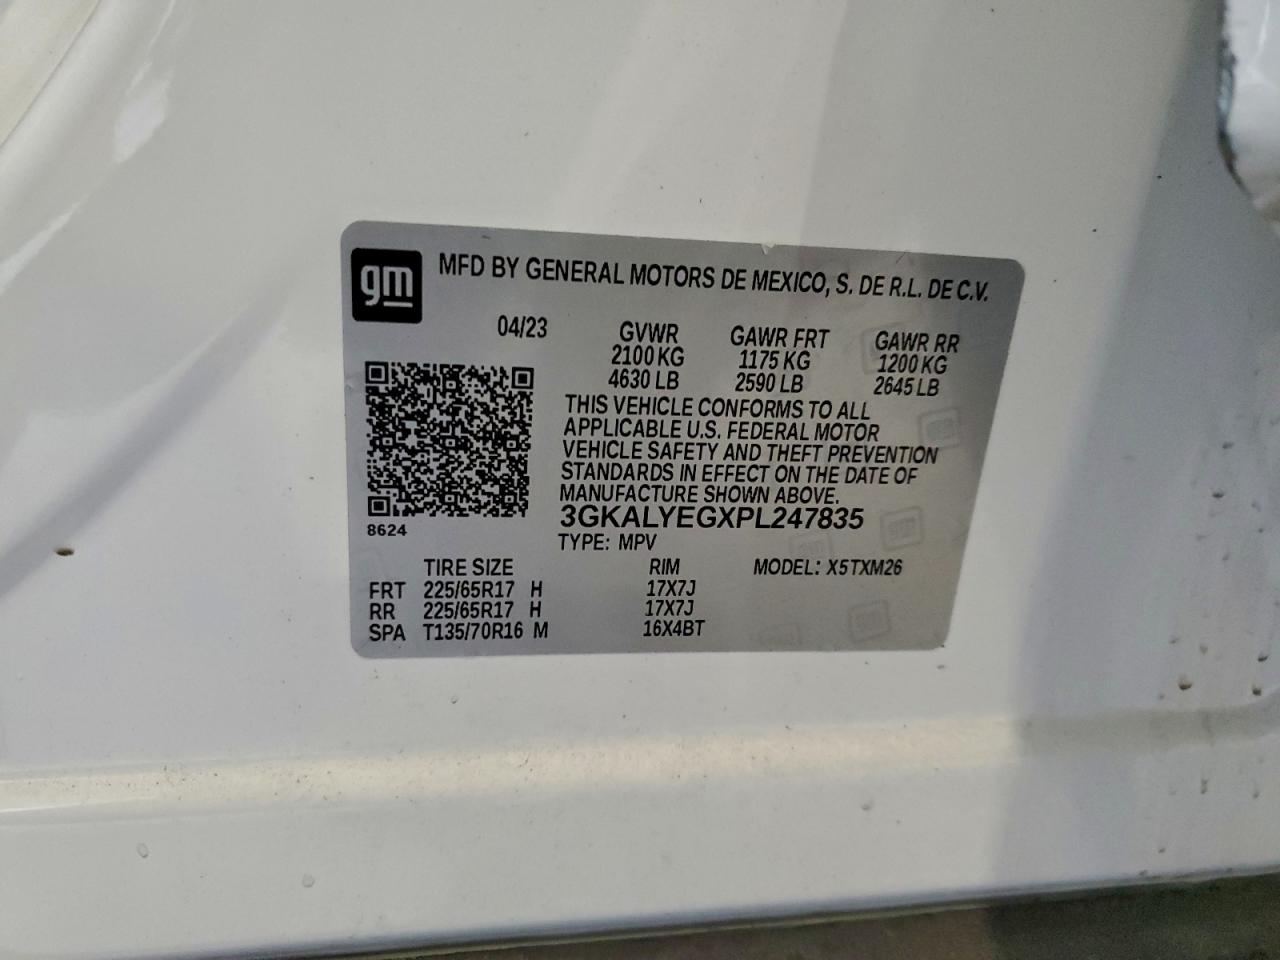 gm MFD BY GENERAL MOTORS DE MEXICO, S. DE R.L. DE C.V.
04/23 GVWR GAWR FRT GAWR RR
2100 KG 1175 KG 1200 KG
4630 LB 2590 LB 2645 LB
THIS VEHICLE CONFORMS TO ALL
APPLICABLE U.S. FEDERAL MOTOR
VEHICLE SAFETY AND THEFT PREVENTION
STANDARDS IN EFFECT ON THE DATE OF
MANUFACTURE SHOWN ABOVE.
3GKALYEGXPL247835
8624
TYPE: MPV
TIRE SIZE RIM MODEL: X5TXM26
FRT 225/65R17 H 17X7J
RR 225/65R17 H 17X7J
SPA T135/70R16 M 16X4BT